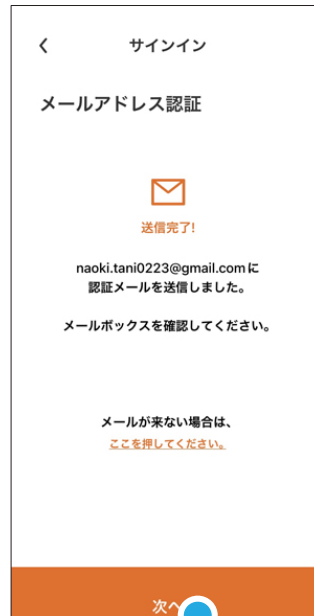 サインイン
メールアドレス認証
送信完了!
naoki.tani0223@gmail.comに
認証メールを送信しました。
メールボックスを確認してください。
メールが来ない場合は、
ここを押してください。
次へ